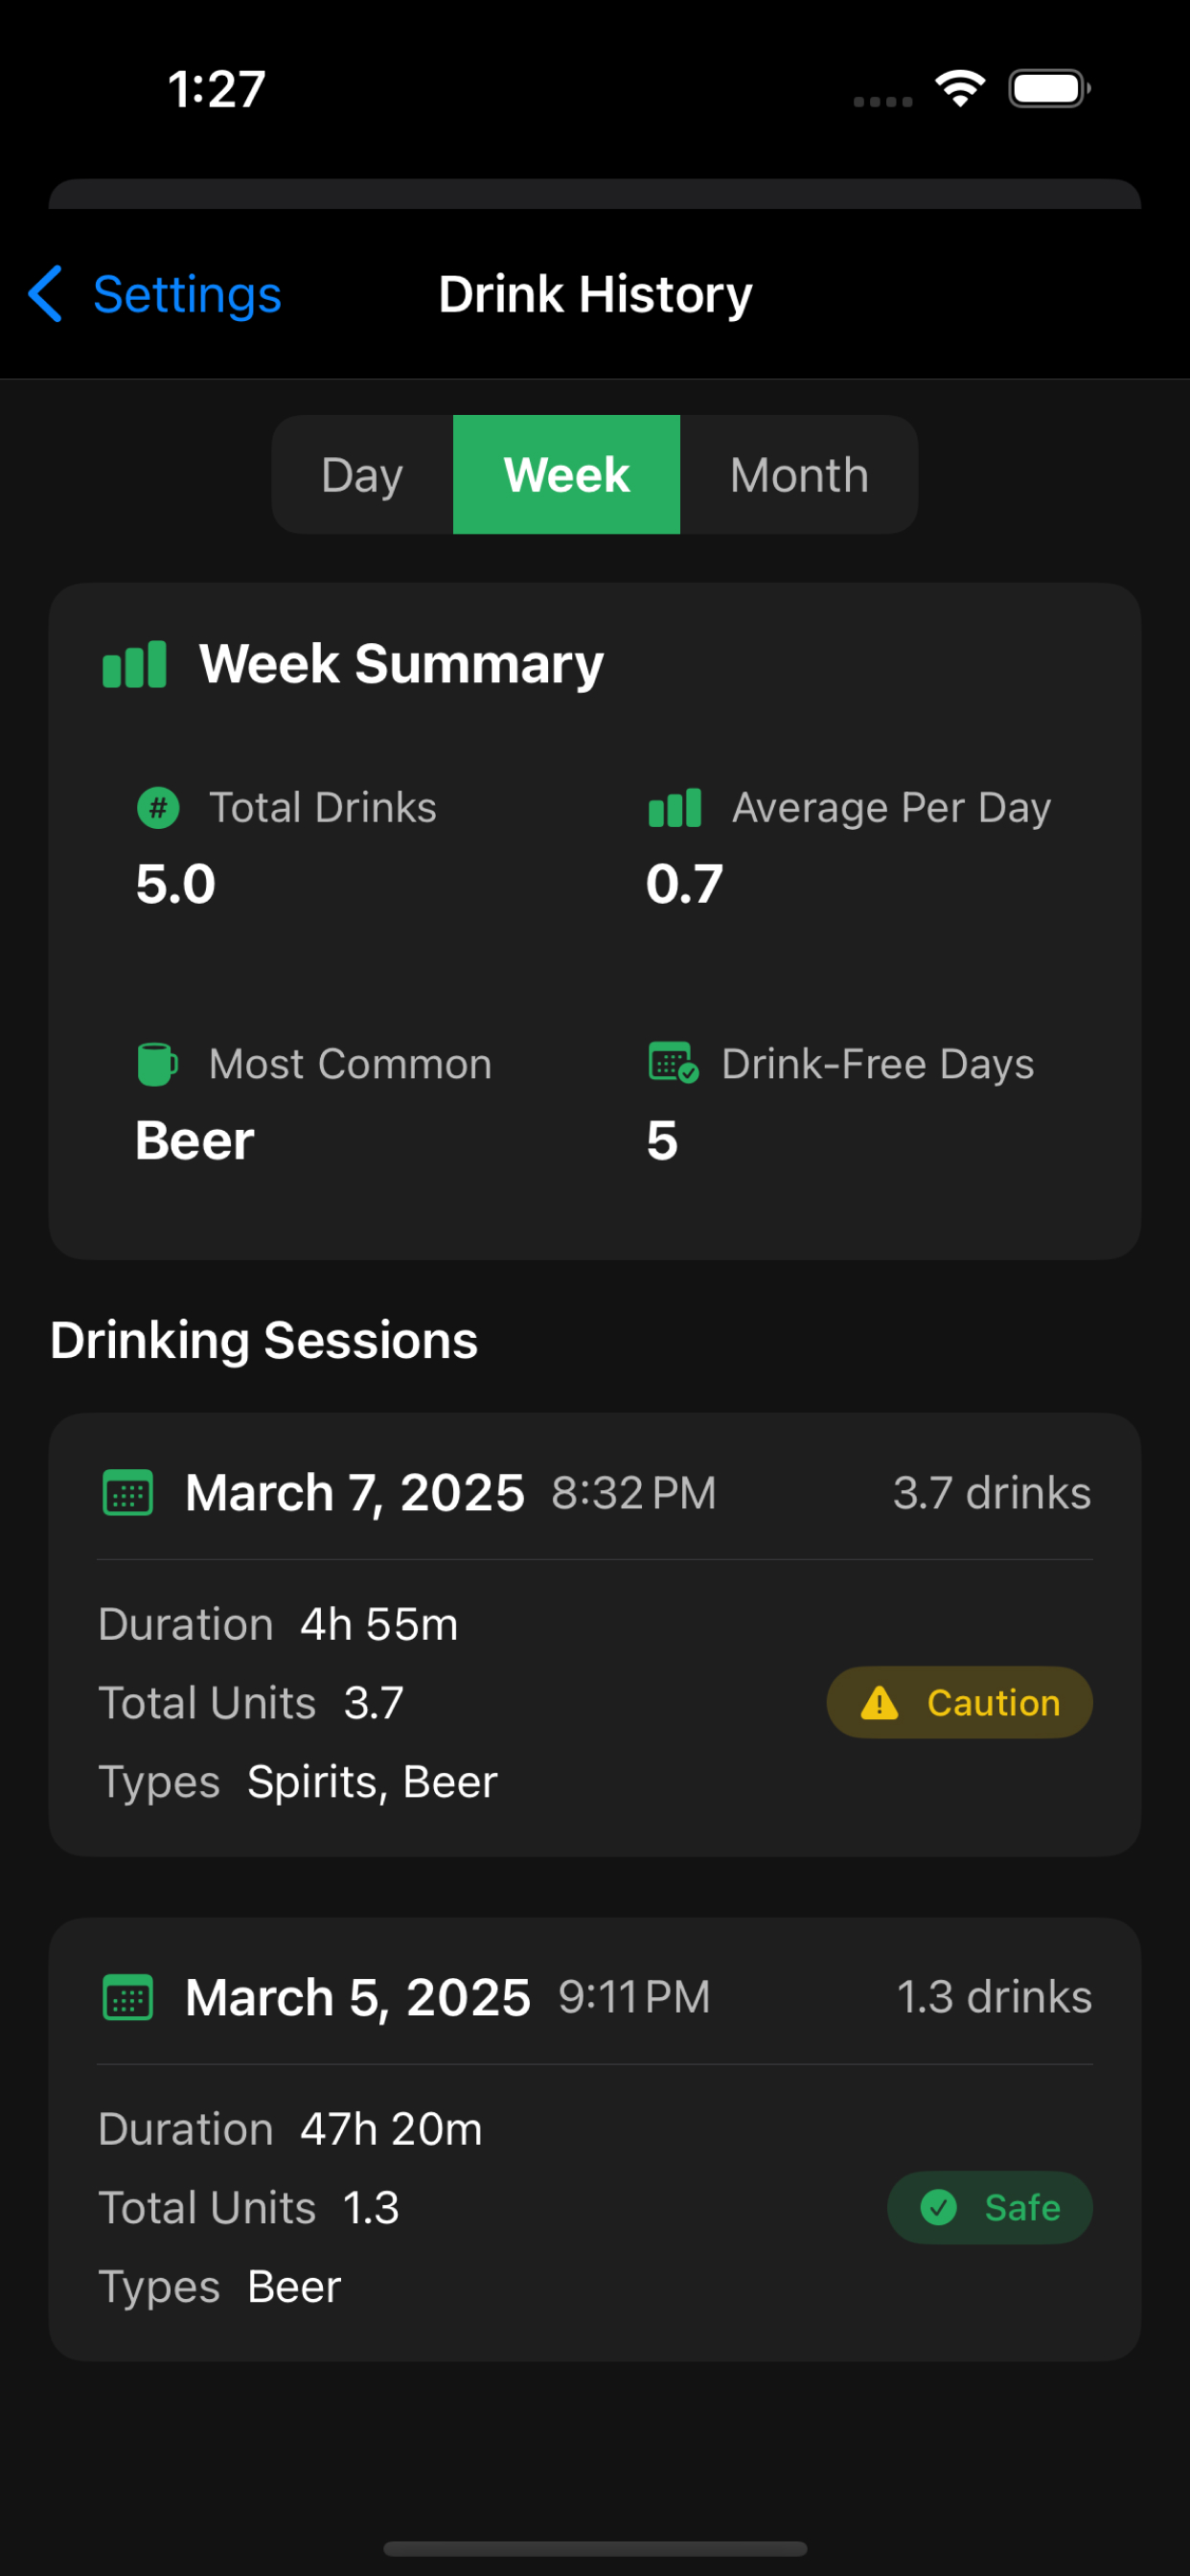 1:27
Settings
Drink History
Day Week Month
Week Summary
# Total Drinks
5.0
Average Per Day
0.7
Most Common
Beer
Drink-Free Days
5
Drinking Sessions
March 7, 2025 8:32 PM 3.7 drinks
Duration 4h 55m
Total Units 3.7
Caution
Types Spirits, Beer
March 5, 2025 9:11 PM 1.3 drinks
Duration 47h 20m
Total Units 1.3
Safe
Types Beer